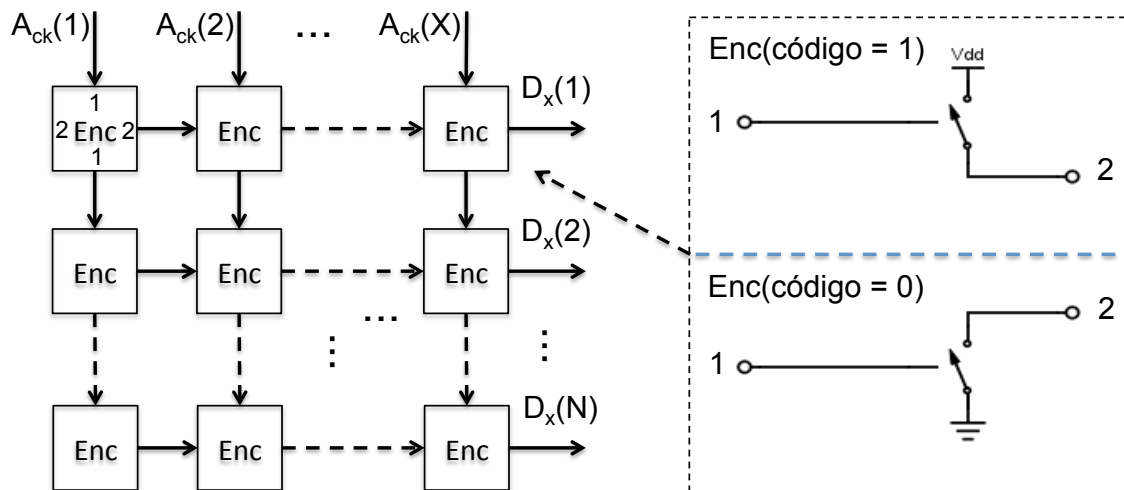 A_ck(1) A_ck(2) ... A_ck(X)
D_x(1)
1
2 Enc 2 Enc Enc
1
D_x(2)
Enc Enc Enc
...
D_x(N)
Enc Enc Enc
Enc(código = 1)
Vdd
1
2
Enc(código = 0)
2
1